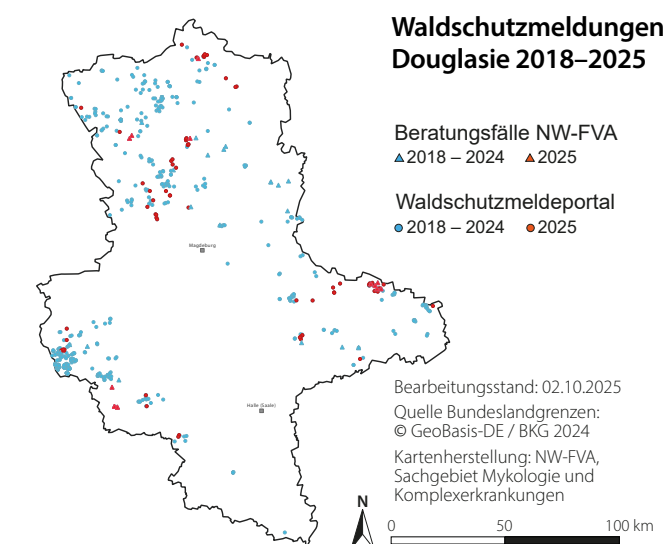 Waldschutzmeldungen
Douglasie 2018–2025
Beratungsfälle NW-FVA
2018 – 2024 2025
Waldschutzmeldeportal
2018 – 2024 2025
Magdeburg
Halle (Saale)
Bearbeitungsstand: 02.10.2025
Quelle Bundeslandgrenzen:
© GeoBasis-DE / BKG 2024
Kartenherstellung: NW-FVA,
Sachgebiet Mykologie und
Komplexerkrankungen
N
0 50 100 km